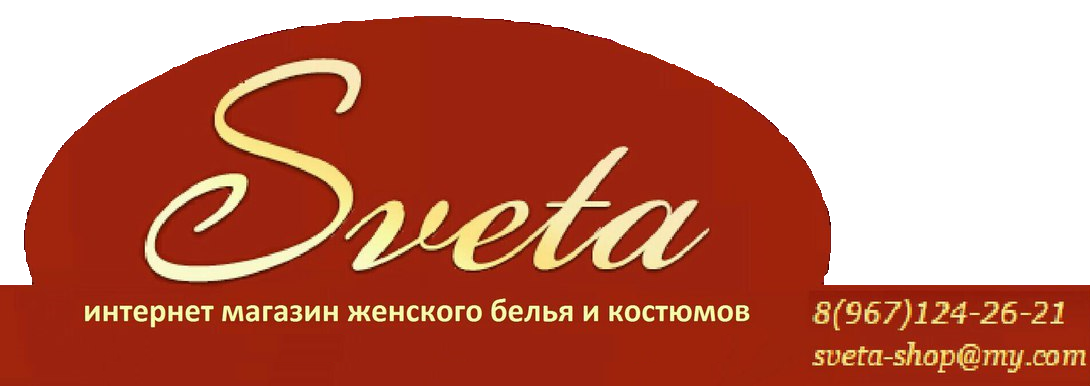 Sveta
интернет магазин женского белья и костюмов
8(967)124-26-21
sveta-shop@my.com